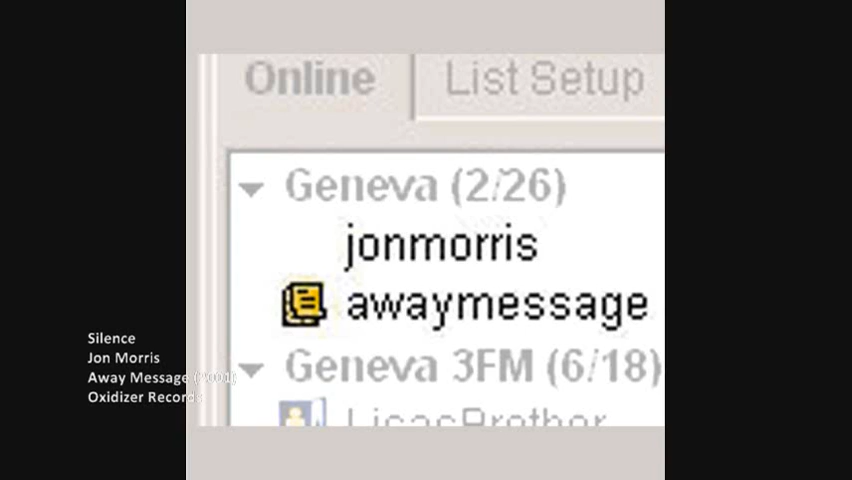 Online
List Setup
Geneva (2/26)
jonmorris
awaymessage
Geneva 3FM (6/18)
Silence
Jon Morris
Away Message (2001)
Oxidizer Records